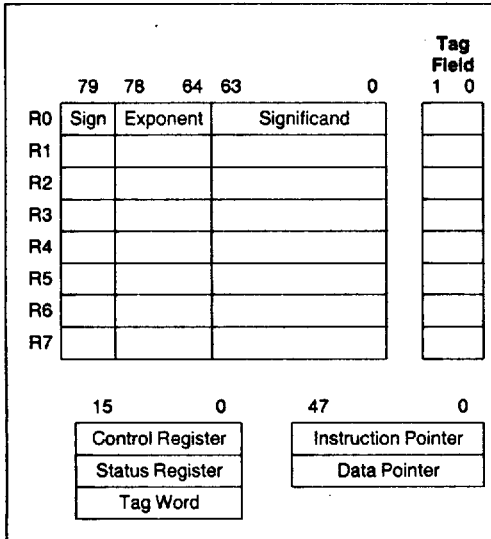 Tag
Field
79 78 64 63 0 1 0
R0 Sign Exponent Significand
R1
R2
R3
R4
R5
R6
R7
15 0 47 0
Control Register Instruction Pointer
Status Register Data Pointer
Tag Word